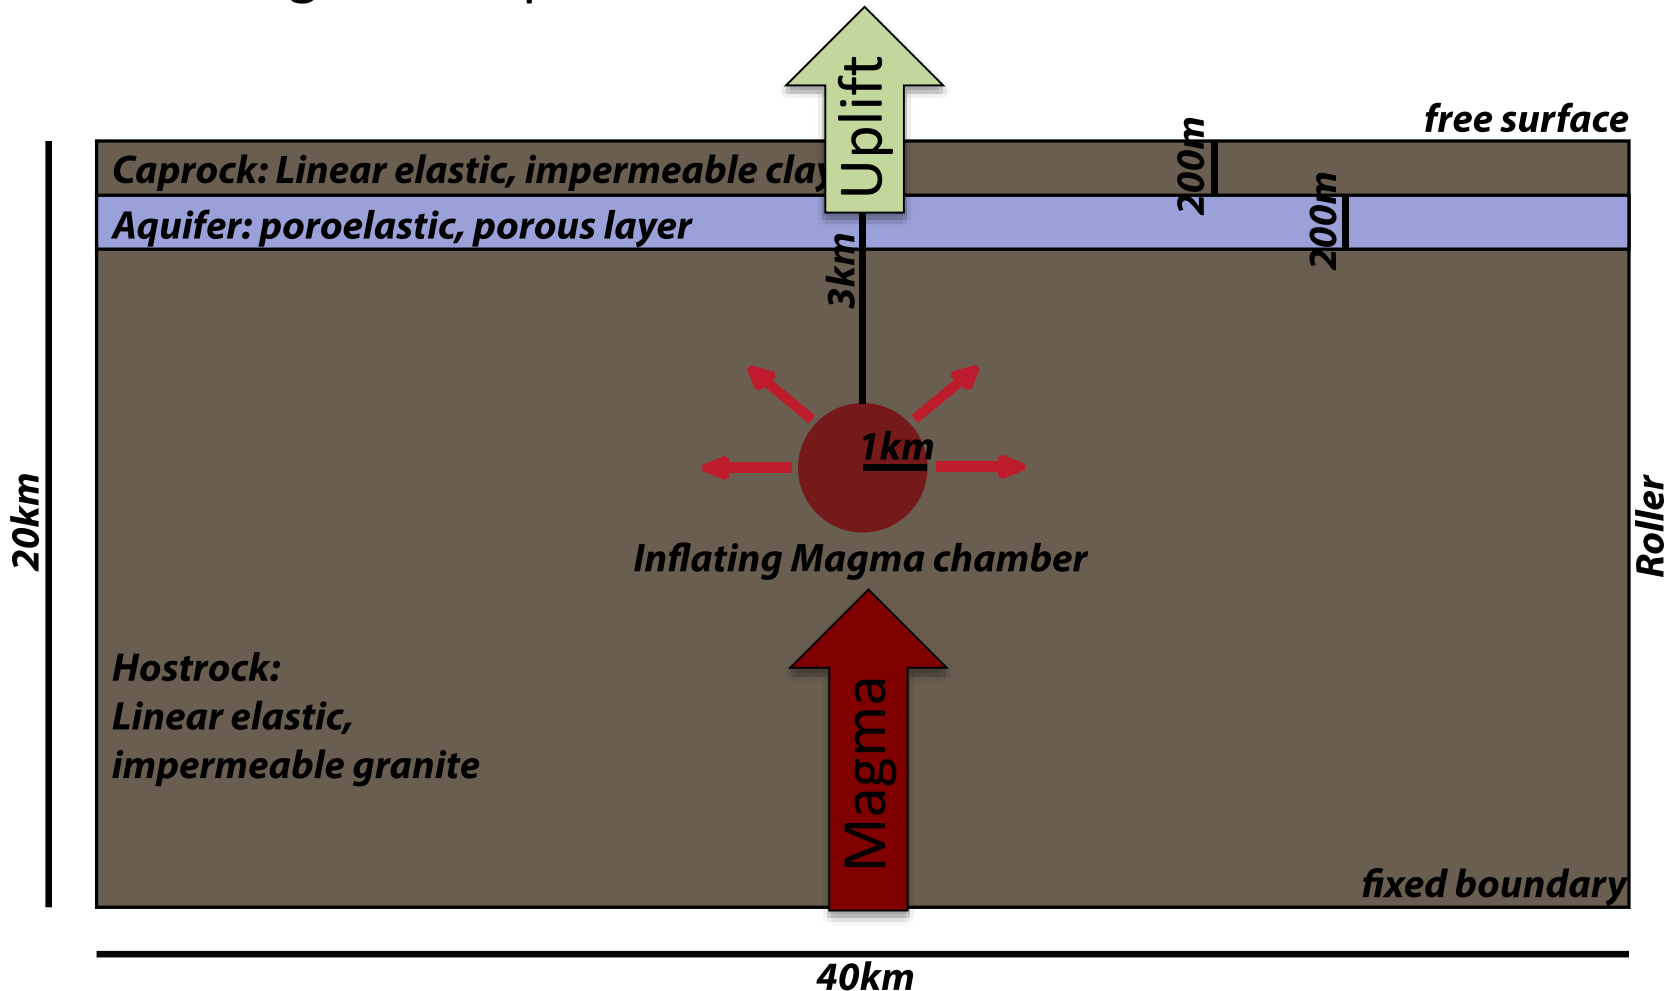 Uplift
free surface
Caprock: Linear elastic, impermeable clay
200m
Aquifer: poroelastic, porous layer
200m
3km
1km
20km
Roller
Inflating Magma chamber
Hostrock:
Linear elastic,
impermeable granite
Magma
fixed boundary
40km